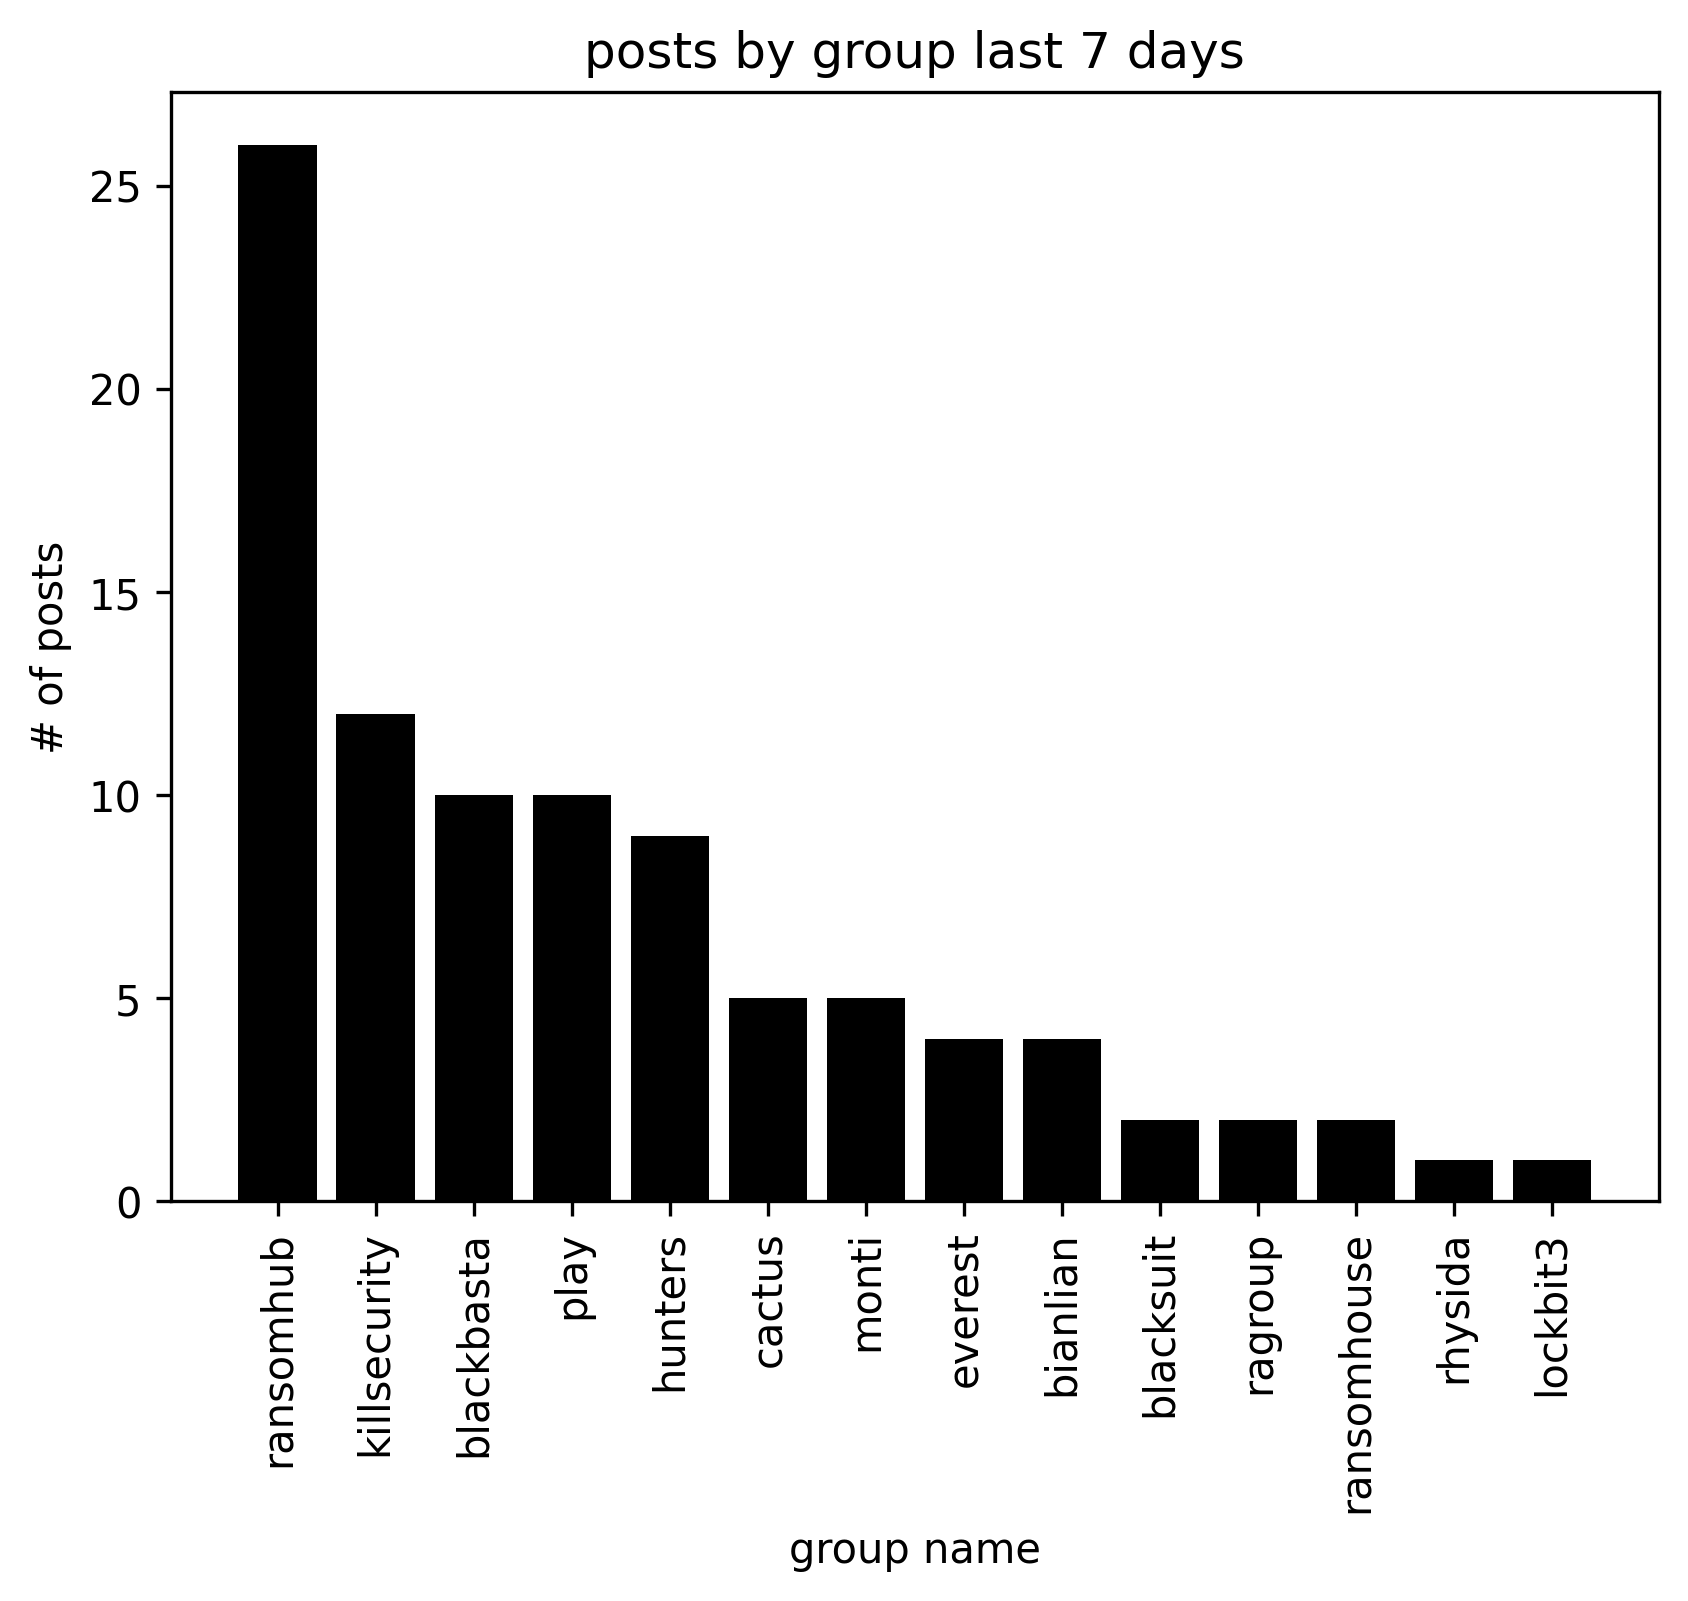 posts by group last 7 days
# of posts
25
20
15
10
5
0
ransomhub
killsecurity
blackbasta
play
hunters
cactus
monti
everest
bianlian
blacksuit
ragroup
ransomhouse
rhysida
lockbit3
group name